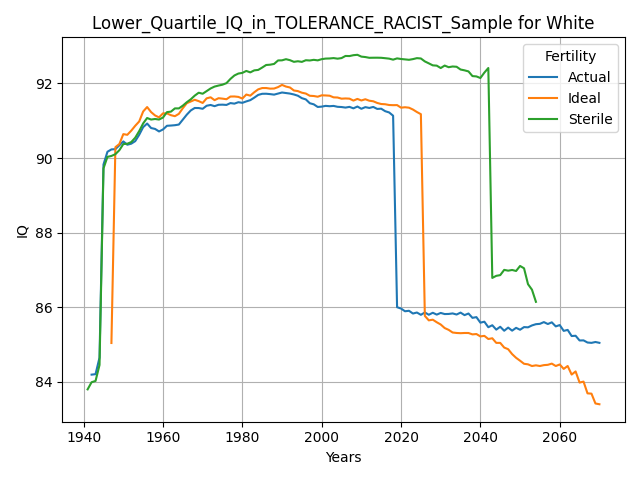 Lower_Quartile_IQ_in_TOLERANCE_RACIST_Sample for White
Fertility
Actual
Ideal
Sterile
IQ
92
90
88
86
84
1940
1960
1980
2000
2020
2040
2060
Years